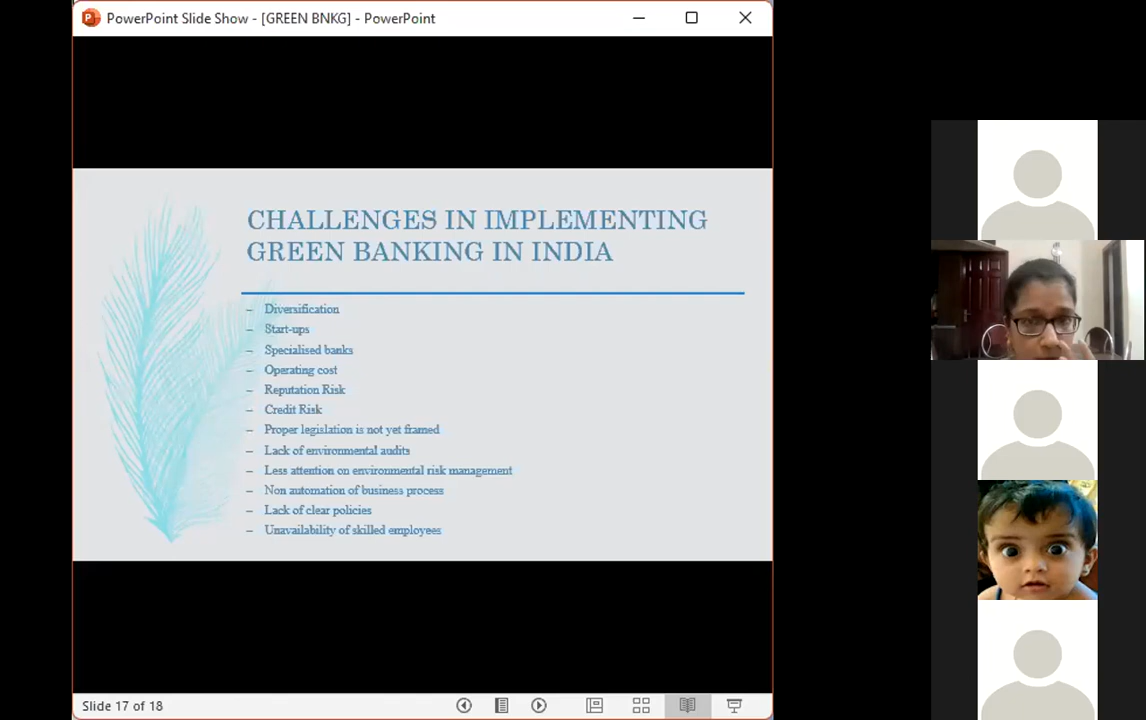 PowerPoint Slide Show - [GREEN BNKG] - PowerPoint
CHALLENGES IN IMPLEMENTING
GREEN BANKING IN INDIA
– Diversification
– Start-ups
– Specialised banks
– Operating cost
– Reputation Risk
– Credit Risk
– Proper legislation is not yet framed
– Lack of environmental audits
– Less attention on environmental risk management
– Non automation of business process
– Lack of clear policies
– Unavailability of skilled employees
Slide 17 of 18